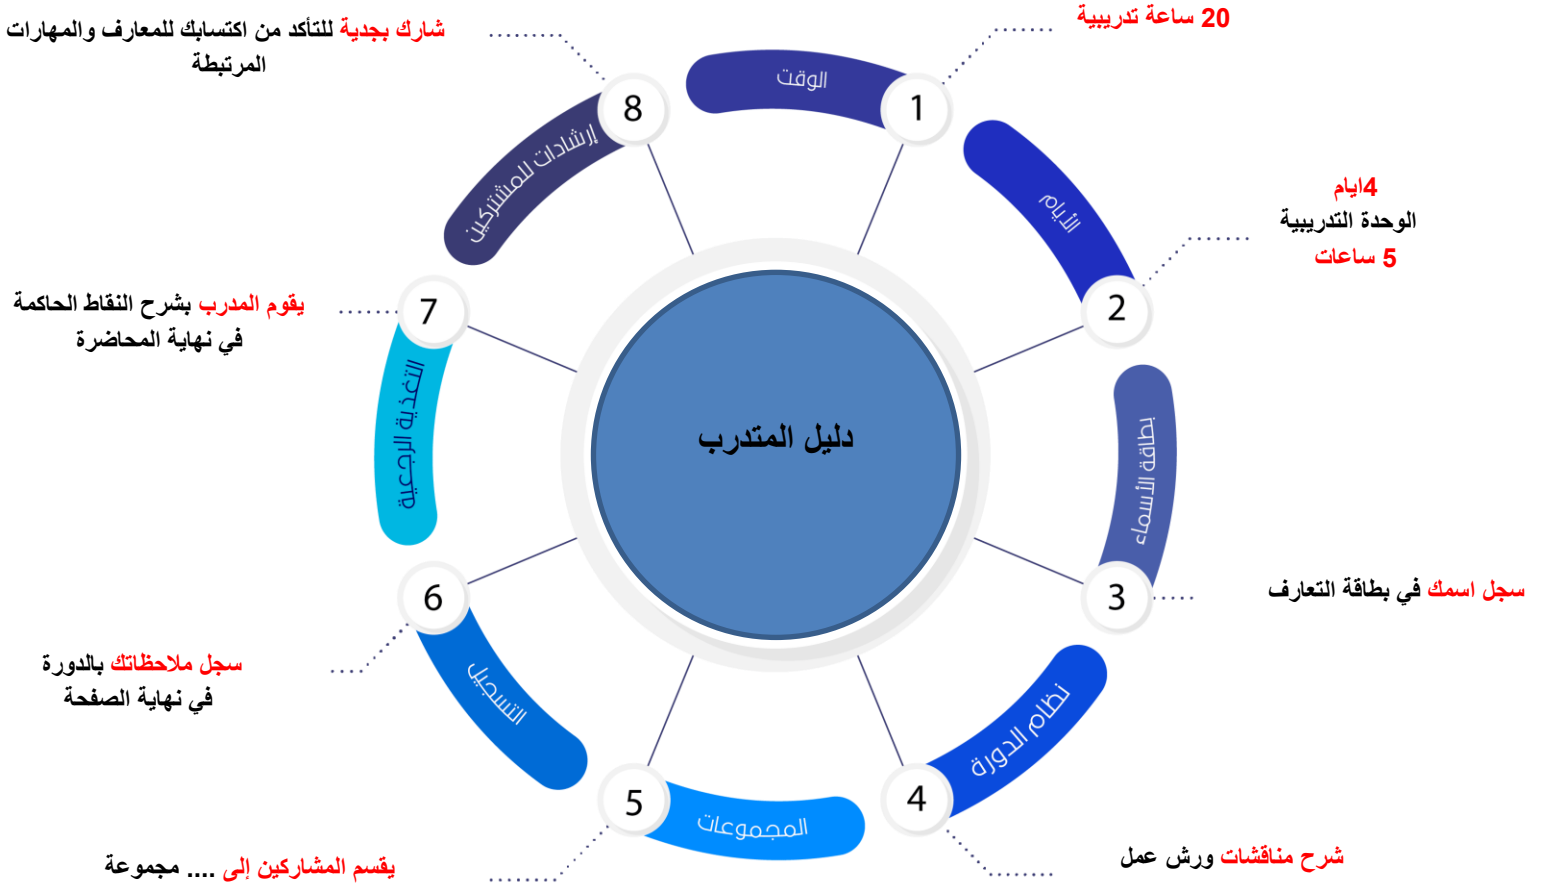 دليل المتدرب
1
الوقت
20 ساعة تدريبية
2
الأيام
4ايام
الوحدة التدريبية
5 ساعات
3
بطاقة الأسماء
سجل اسمك في بطاقة التعارف
4
نظام الدورة
شرح مناقشات ورش عمل
5
المجموعات
يقسم المشاركين إلى .... مجموعة
6
التسجيل
سجل ملاحظاتك بالدورة
في نهاية الصفحة
7
التغذية الرجعية
يقوم المدرب بشرح النقاط الحاكمة
في نهاية المحاضرة
8
إرشادات للمشتركين
شارك بجدية للتأكد من اكتسابك للمعارف والمهارات
المرتبطة